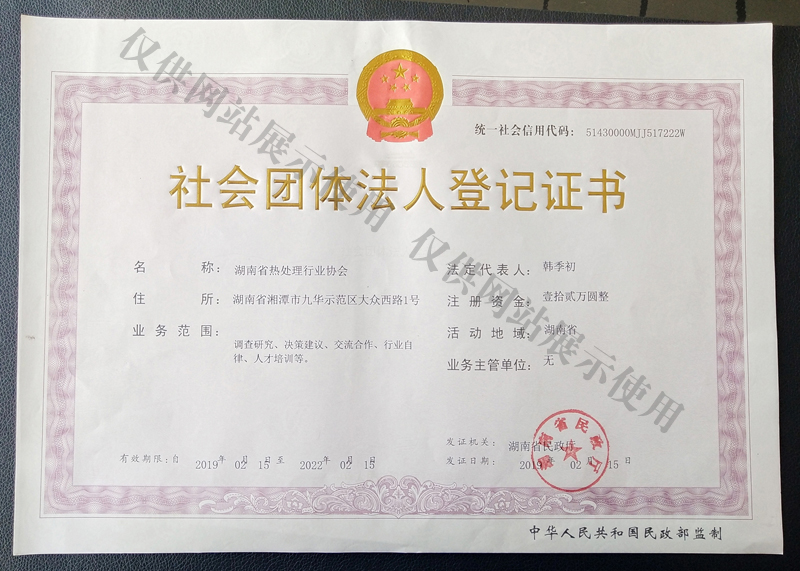 统一社会信用代码: 51430000MJJ517222W
社会团体法人登记证书
名称: 湖南省热处理行业协会
法定代表人: 韩季初
住所: 湖南省湘潭市九华示范区大众西路1号
注册资金: 壹拾贰万圆整
业务范围: 调查研究、决策建议、交流合作、行业自
律、人才培训等。
活动地域: 湖南省
业务主管单位: 无
发证机关: 湖南省民政厅
有效期限:自 2019年 02月 15日至 2022年 02月 15日
发证日期: 2019年 02月 15日
湖南省民政厅
中华人民共和国民政部监制
仅供网站展示使用
仅供网站展示使用